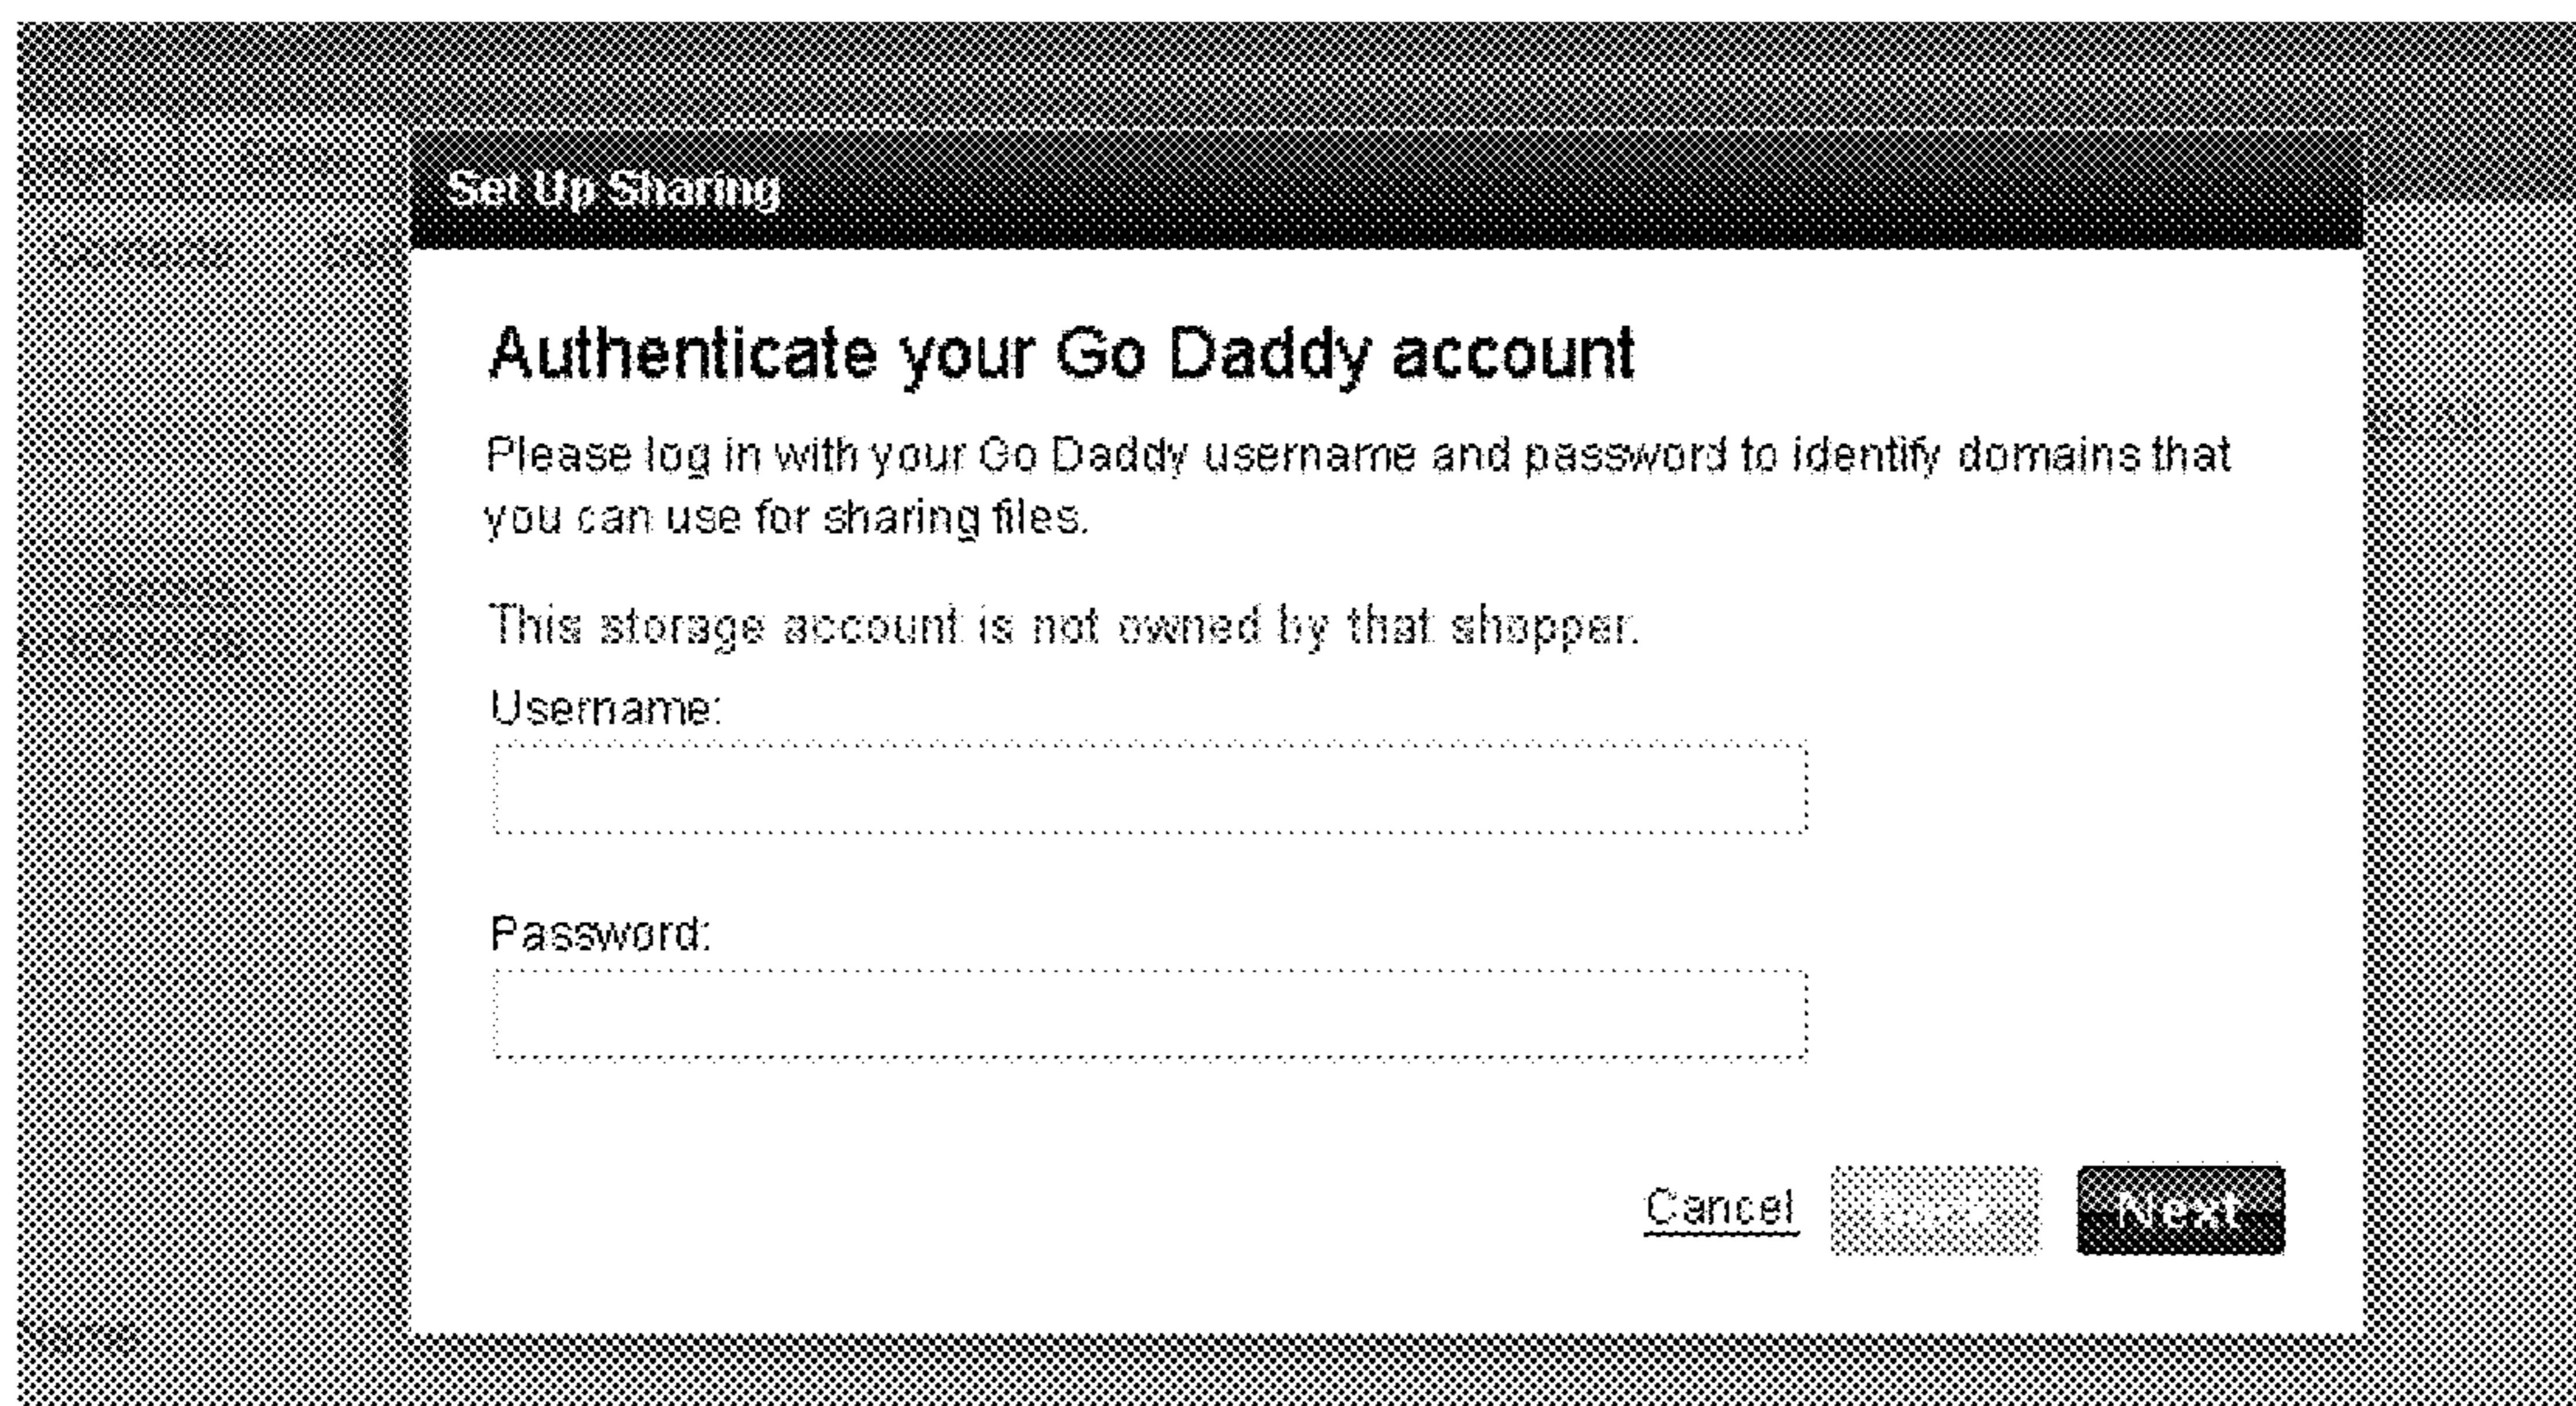 Set Up Sharing
Authenticate your Go Daddy account
Please log in with your Go Daddy username and password to identify domains that
you can use for sharing files.
This storage account is not owned by that shopper.
Username:
Password:
Cancel Back Next